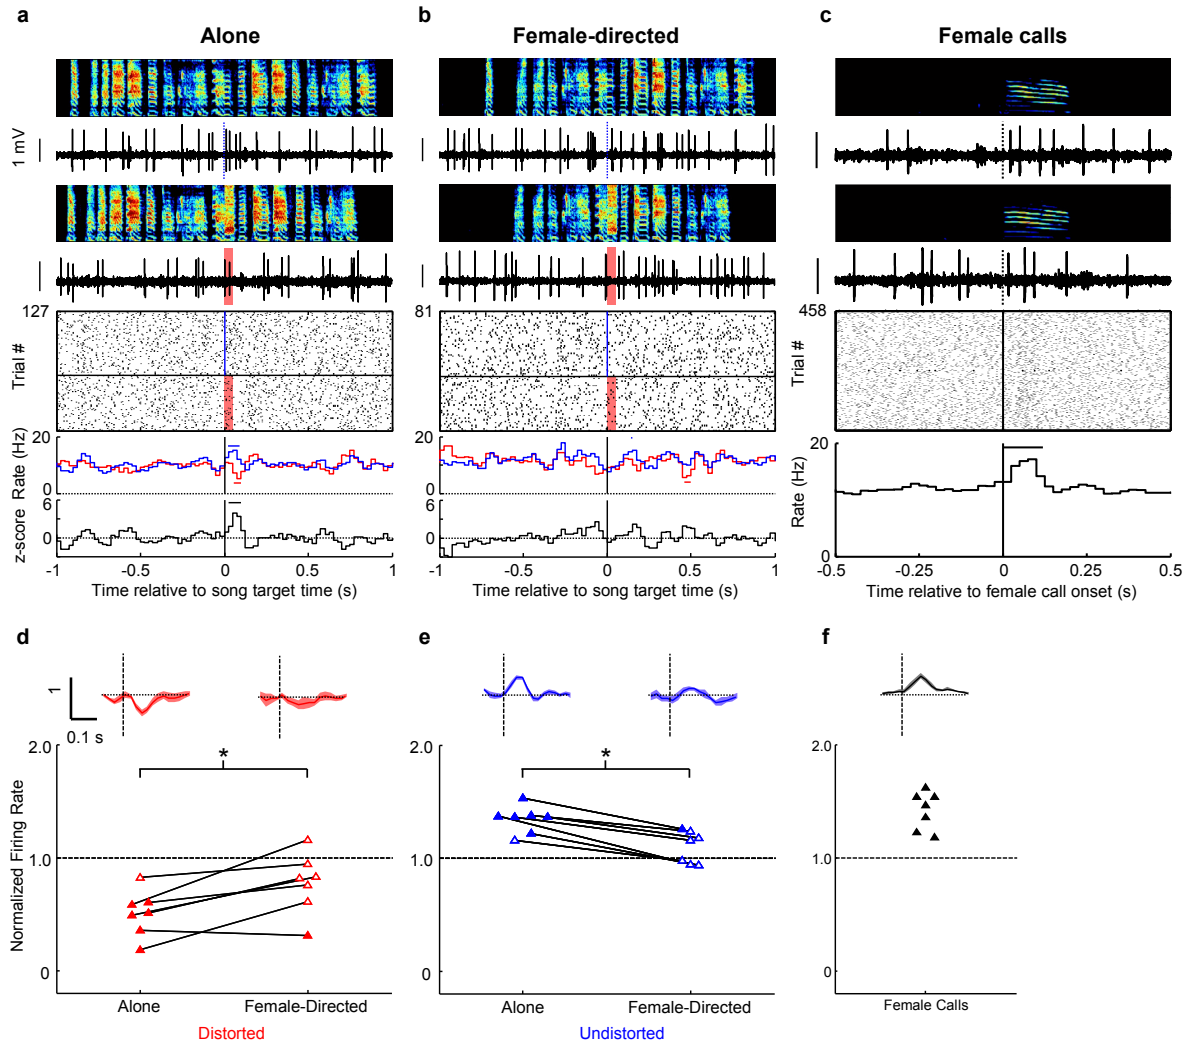 a
b
c
Alone
Female-directed
Female calls
1 mV
127
81
458
Trial #
Trial #
Trial #
20
20
20
Rate (Hz)
Rate (Hz)
Rate (Hz)
0
0
6
6
z-score
0
0
0
-1 -0.5 0 0.5 1
-1 -0.5 0 0.5 1
-0.5 -0.25 0 0.25 0.5
Time relative to song target time (s)
Time relative to song target time (s)
Time relative to female call onset (s)
d
e
f
1
0.1 s
2.0
2.0
2.0
*
*
Normalized Firing Rate
1.0
1.0
1.0
0
0
0
Alone
Female-Directed
Alone
Female-Directed
Female Calls
Distorted
Undistorted